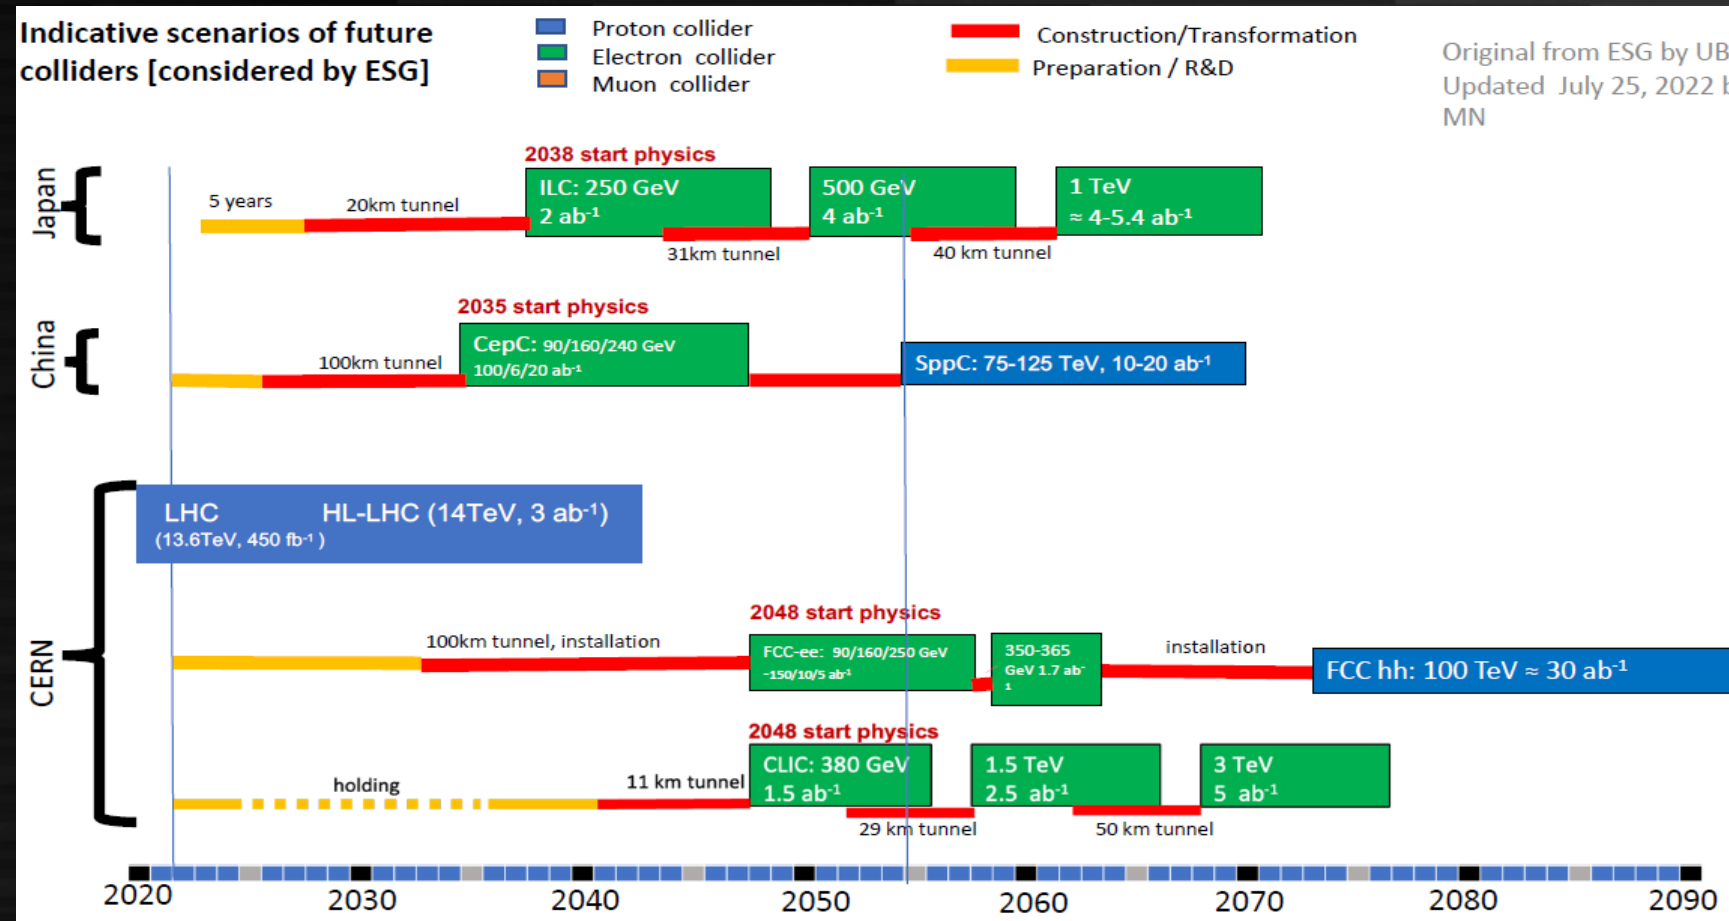 Indicative scenarios of future
colliders [considered by ESG]
Proton collider
Electron collider
Muon collider
Construction/Transformation
Preparation / R&D
Original from ESG by UB
Updated July 25, 2022 b
MN
Japan
5 years
20km tunnel
2038 start physics
ILC: 250 GeV
2 ab⁻¹
31km tunnel
500 GeV
4 ab⁻¹
40 km tunnel
1 TeV
≈ 4-5.4 ab⁻¹
China
100km tunnel
2035 start physics
CepC: 90/160/240 GeV
100/6/20 ab⁻¹
SppC: 75-125 TeV, 10-20 ab⁻¹
CERN
LHC HL-LHC (14TeV, 3 ab⁻¹)
(13.6TeV, 450 fb⁻¹ )
100km tunnel, installation
2048 start physics
FCC-ee: 90/160/250 GeV
~150/10/5 ab⁻¹
350-365
GeV 1.7 ab⁻
1
installation
FCC hh: 100 TeV ≈ 30 ab⁻¹
holding
11 km tunnel
2048 start physics
CLIC: 380 GeV
1.5 ab⁻¹
29 km tunnel
1.5 TeV
2.5 ab⁻¹
50 km tunnel
3 TeV
5 ab⁻¹
2020 2030 2040 2050 2060 2070 2080 2090